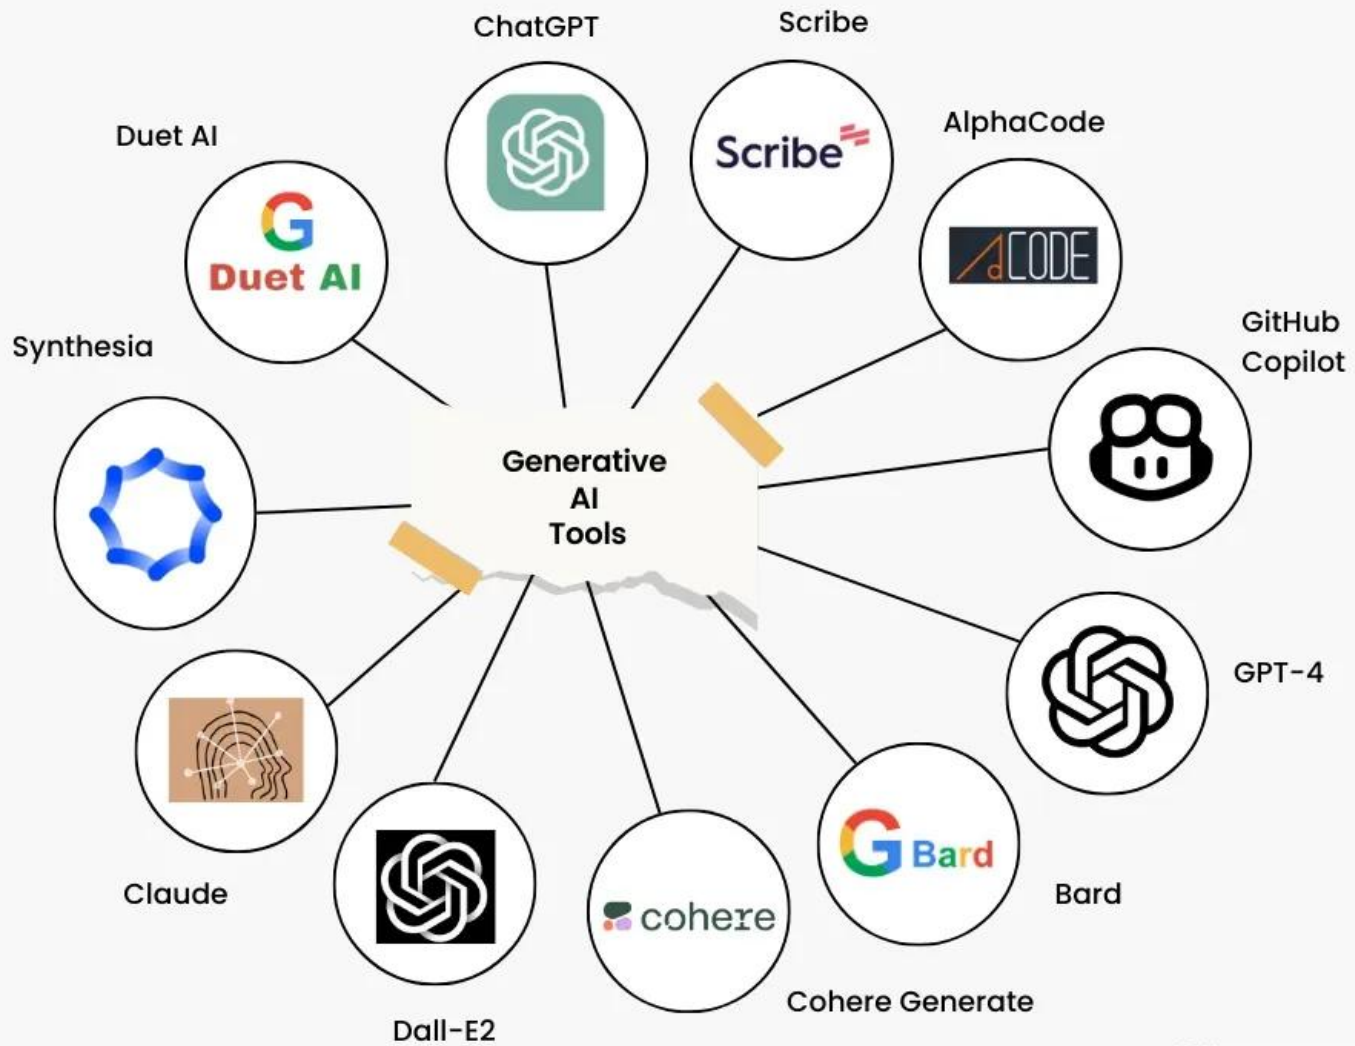 ChatGPT
Scribe
Scribe
Duet AI
G
Duet AI
AlphaCode
CODE
GitHub
Copilot
Synthesia
Generative
AI
Tools
GPT-4
Claude
G Bard
Bard
cohere
Cohere Generate
Dall-E2